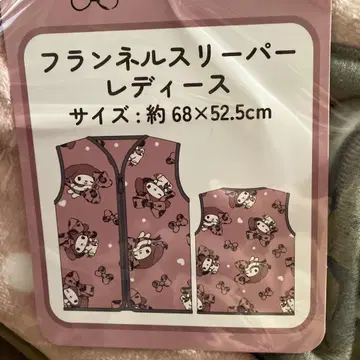 フランネルスリーパー
レディース
サイズ：約 68×52.5cm